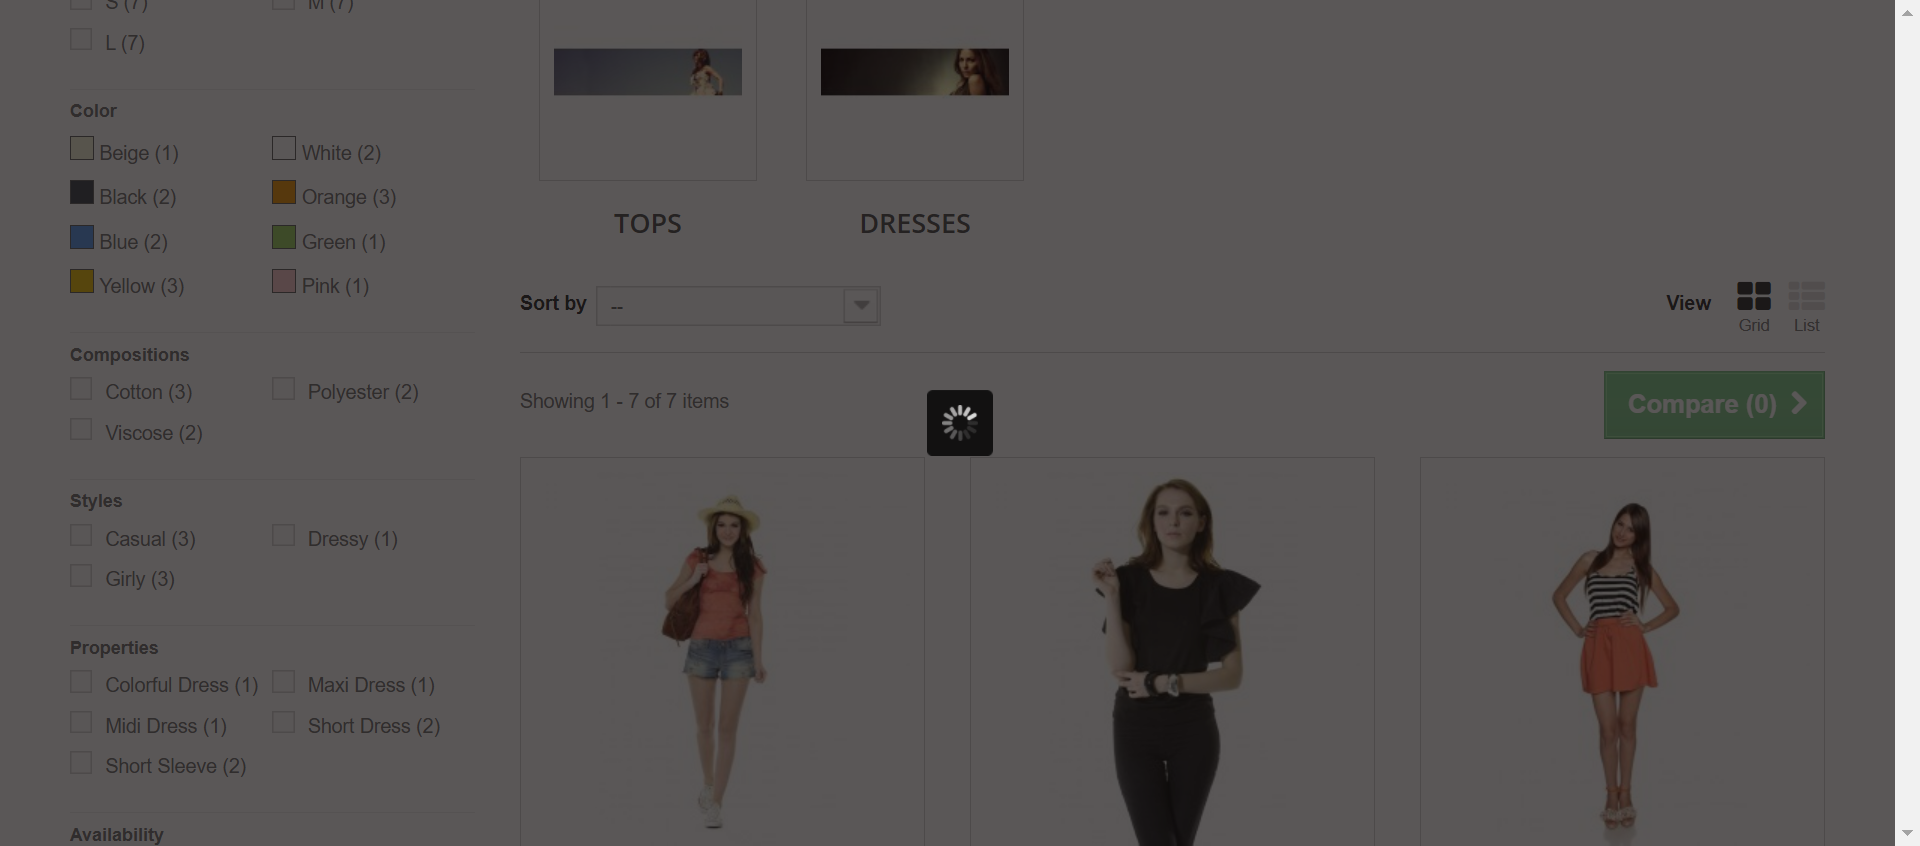 S (7)
M (7)
L (7)
Color
Beige (1)
White (2)
Black (2)
Orange (3)
Blue (2)
Green (1)
Yellow (3)
Pink (1)
Compositions
Cotton (3)
Polyester (2)
Viscose (2)
Styles
Casual (3)
Dressy (1)
Girly (3)
Properties
Colorful Dress (1)
Maxi Dress (1)
Midi Dress (1)
Short Dress (2)
Short Sleeve (2)
Availability
TOPS
DRESSES
Sort by
--
View
Grid
List
Showing 1 - 7 of 7 items
Compare (0)